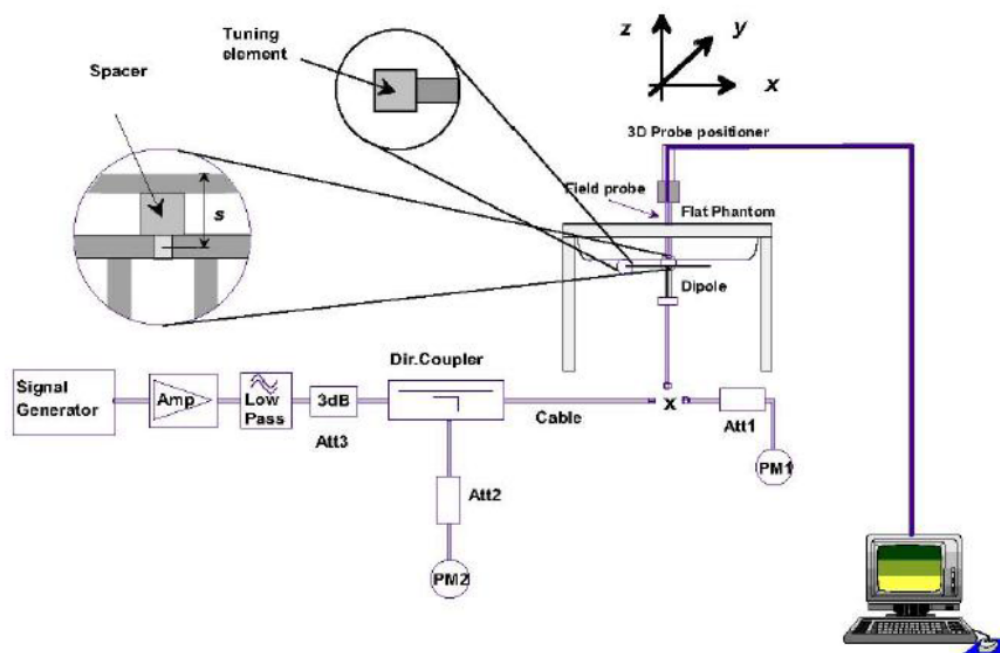 Tuning
element
Spacer
s
z
y
x
3D Probe positioner
Field probe
Flat Phantom
Dipole
Signal
Generator
Amp
Low
Pass
3dB
Att3
Dir.Coupler
Cable
x
Att1
PM1
Att2
PM2